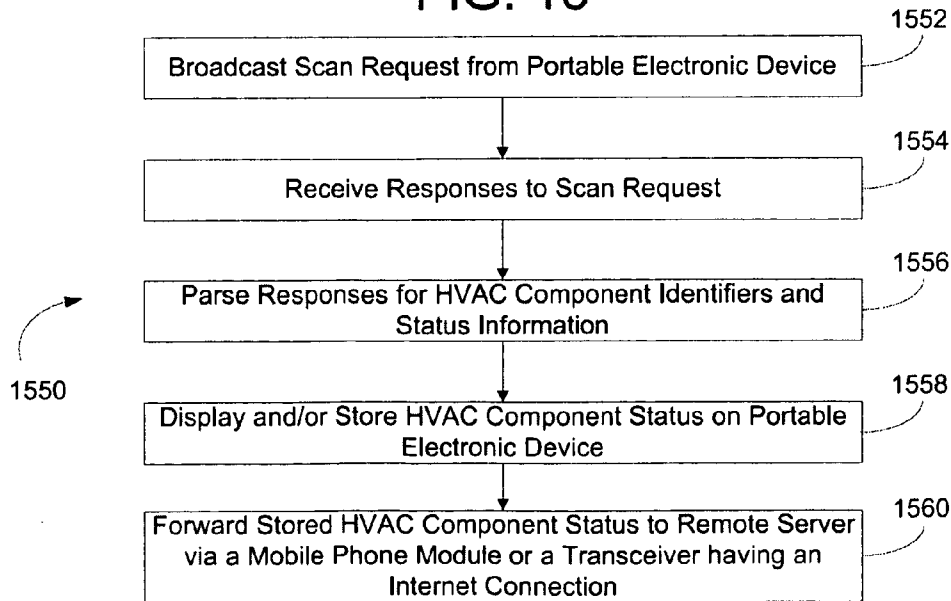 1552
Broadcast Scan Request from Portable Electronic Device
1554
Receive Responses to Scan Request
1556
Parse Responses for HVAC Component Identifiers and
Status Information
1550
1558
Display and/or Store HVAC Component Status on Portable
Electronic Device
1560
Forward Stored HVAC Component Status to Remote Server
via a Mobile Phone Module or a Transceiver having an
Internet Connection